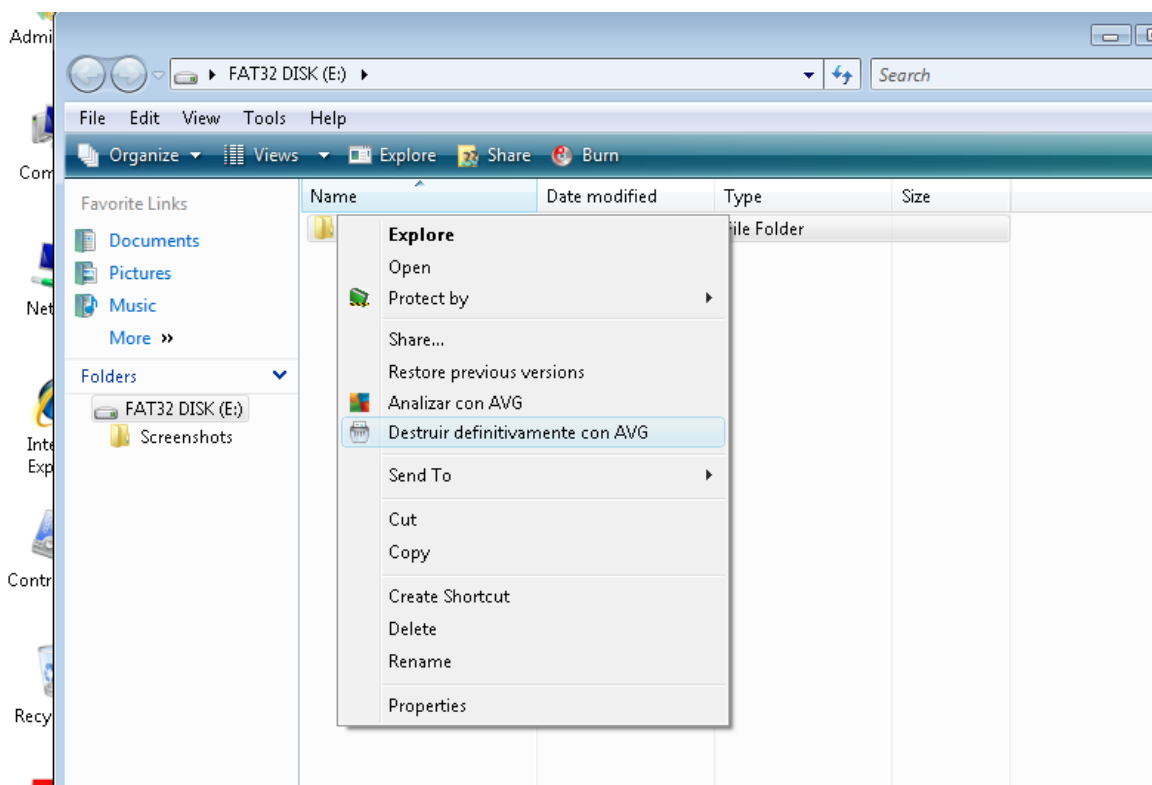 Admi
FAT32 DISK (E:)
Search
File Edit View Tools Help
Organize Views Explore Share Burn
Com
Favorite Links
Name Date modified Type Size
Documents
ile Folder
Explore
Pictures
Open
Music
Protect by
Net
More »
Share...
Folders
Restore previous versions
FAT32 DISK (E:)
Analizar con AVG
Screenshots
Destruir definitivamente con AVG
Inte
Exp
Send To
Cut
Copy
Contr
Create Shortcut
Delete
Rename
Properties
Recy